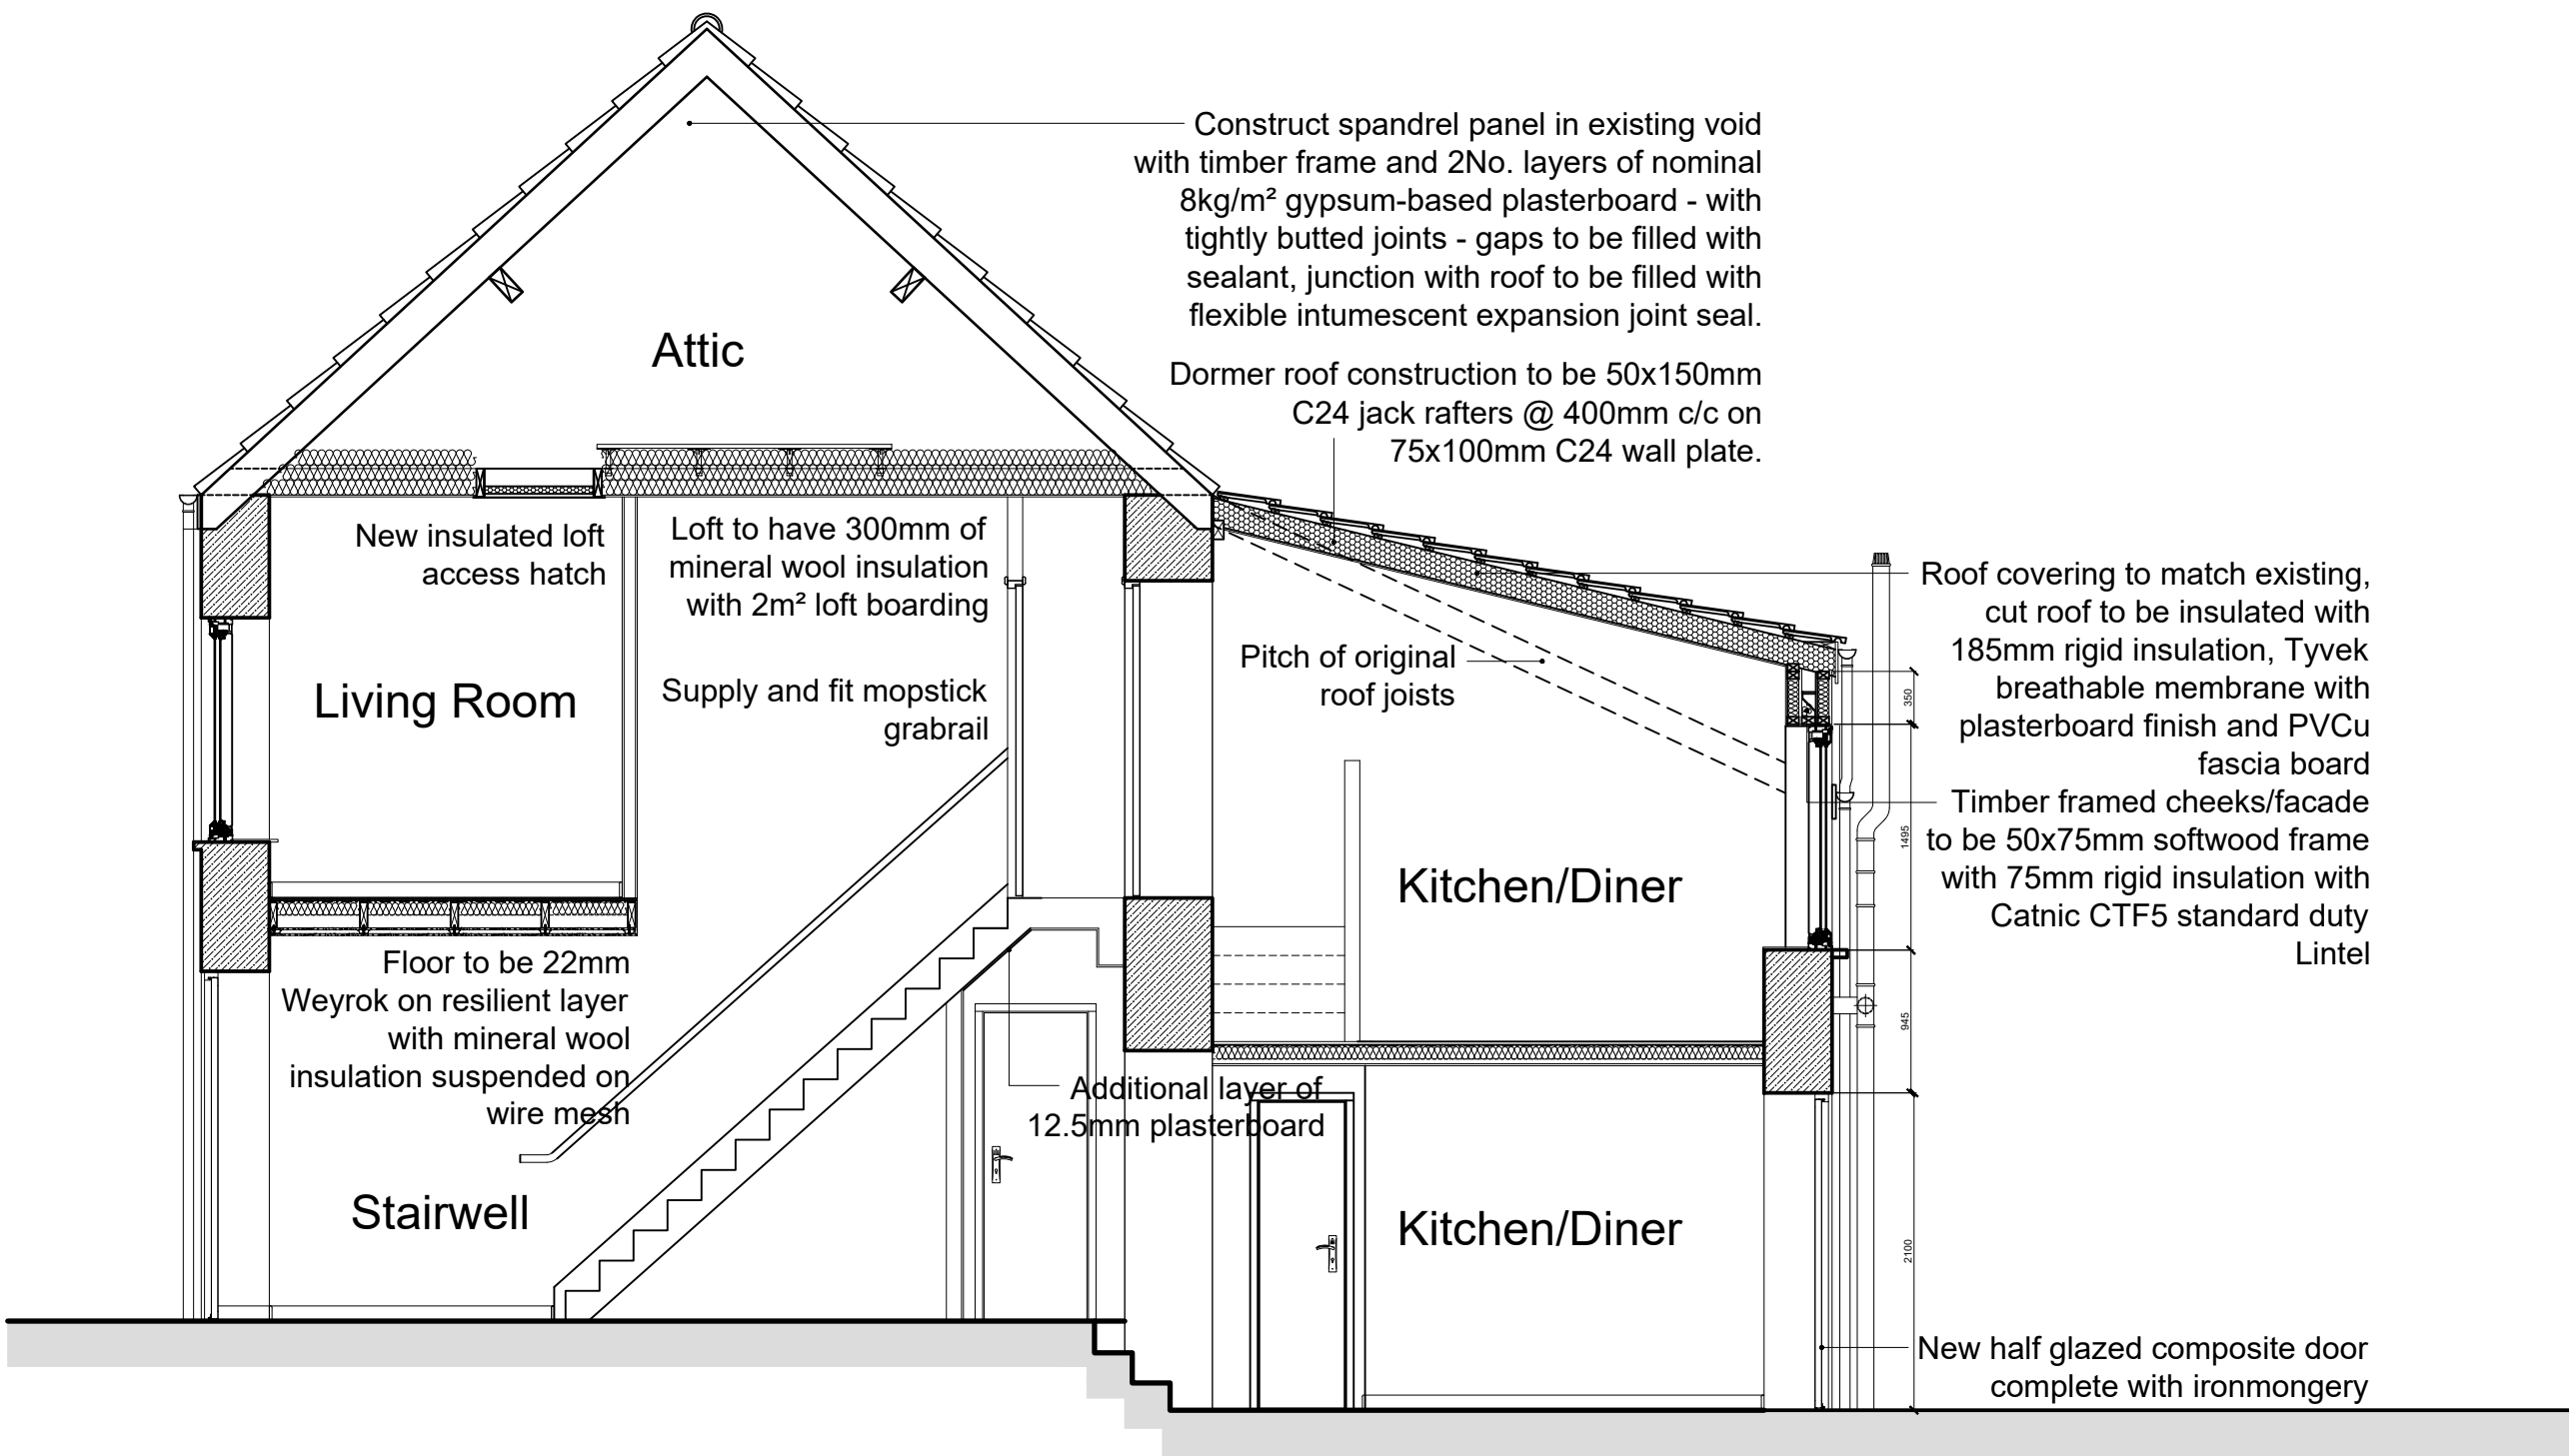 Construct spandrel panel in existing void
with timber frame and 2No. layers of nominal
8kg/m² gypsum-based plasterboard - with
tightly butted joints - gaps to be filled with
sealant, junction with roof to be filled with
flexible intumescent expansion joint seal.
Attic
Dormer roof construction to be 50x150mm
C24 jack rafters @ 400mm c/c on
75x100mm C24 wall plate.
New insulated loft
access hatch
Loft to have 300mm of
mineral wool insulation
with 2m² loft boarding
Roof covering to match existing,
cut roof to be insulated with
185mm rigid insulation, Tyvek
breathable membrane with
plasterboard finish and PVCu
fascia board
Pitch of original
roof joists
Living Room
Supply and fit mopstick
grabrail
350
Timber framed cheeks/facade
to be 50x75mm softwood frame
with 75mm rigid insulation with
Catnic CTF5 standard duty
Lintel
1495
Kitchen/Diner
Floor to be 22mm
Weyrok on resilient layer
with mineral wool
insulation suspended on
wire mesh
945
Additional layer of
12.5mm plasterboard
Stairwell
Kitchen/Diner
2100
New half glazed composite door
complete with ironmongery